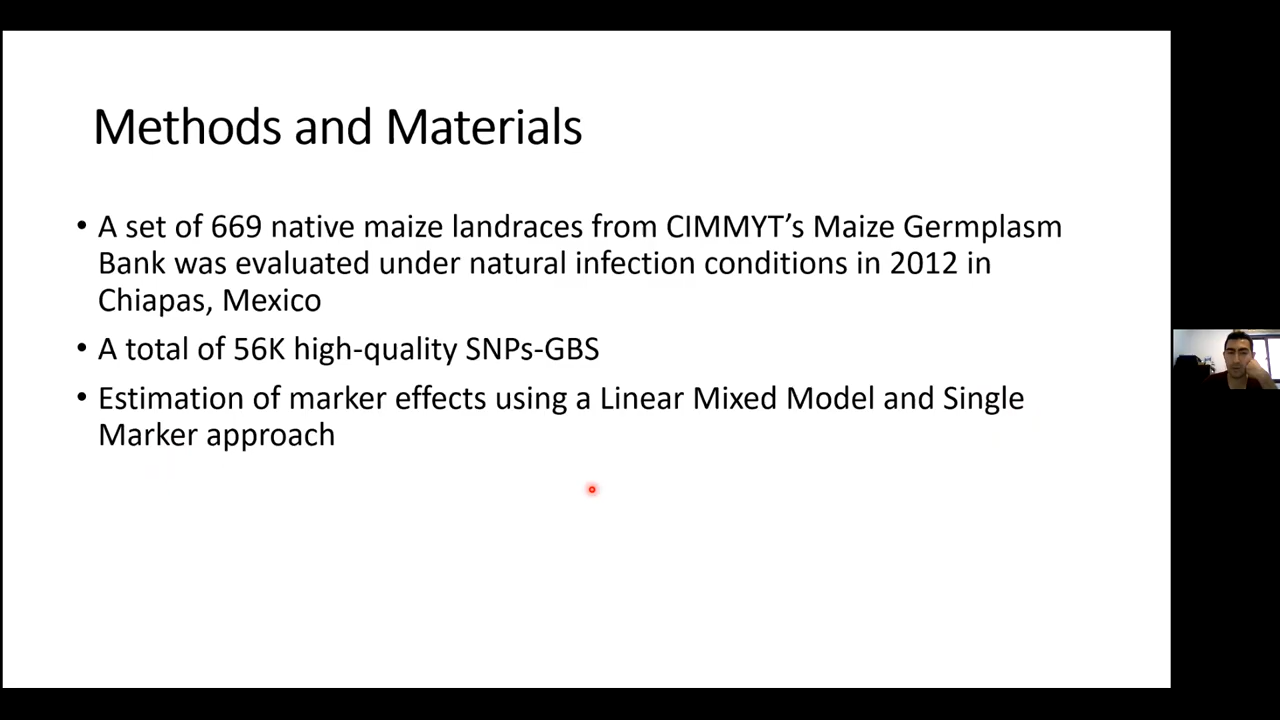 Methods and Materials
• A set of 669 native maize landraces from CIMMYT’s Maize Germplasm
Bank was evaluated under natural infection conditions in 2012 in
Chiapas, Mexico
• A total of 56K high-quality SNPs-GBS
• Estimation of marker effects using a Linear Mixed Model and Single
Marker approach